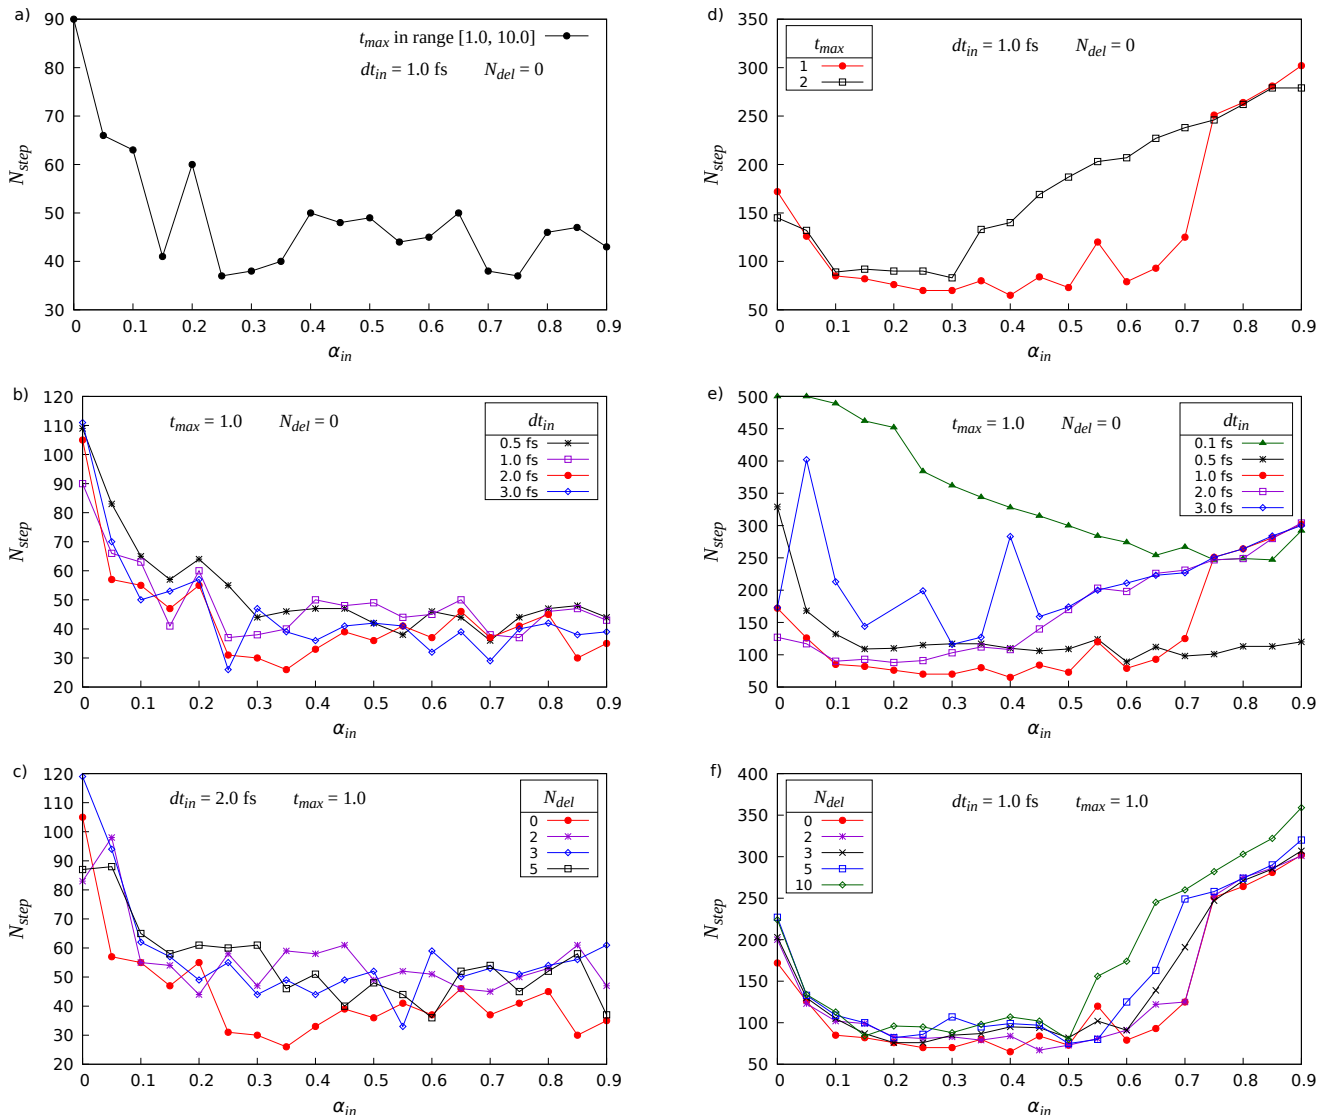 a)
90
80
70
60
50
40
30
N_step
t_max in range [1.0, 10.0]
dt_in = 1.0 fs N_del = 0
0 0.1 0.2 0.3 0.4 0.5 0.6 0.7 0.8 0.9
α_in
b)
120
110
100
90
80
70
60
50
40
30
20
N_step
t_max = 1.0 N_del = 0
dt_in
0.5 fs
1.0 fs
2.0 fs
3.0 fs
0 0.1 0.2 0.3 0.4 0.5 0.6 0.7 0.8 0.9
α_in
c)
120
110
100
90
80
70
60
50
40
30
20
N_step
dt_in = 2.0 fs t_max = 1.0
N_del
0
2
3
5
0 0.1 0.2 0.3 0.4 0.5 0.6 0.7 0.8 0.9
α_in
d)
350
300
250
200
150
100
50
N_step
t_max
1
2
dt_in = 1.0 fs N_del = 0
0 0.1 0.2 0.3 0.4 0.5 0.6 0.7 0.8 0.9
α_in
e)
500
450
400
350
300
250
200
150
100
50
N_step
t_max = 1.0 N_del = 0
dt_in
0.1 fs
0.5 fs
1.0 fs
2.0 fs
3.0 fs
0 0.1 0.2 0.3 0.4 0.5 0.6 0.7 0.8 0.9
α_in
f)
400
350
300
250
200
150
100
50
N_step
N_del
0
2
3
5
10
dt_in = 1.0 fs t_max = 1.0
0 0.1 0.2 0.3 0.4 0.5 0.6 0.7 0.8 0.9
α_in